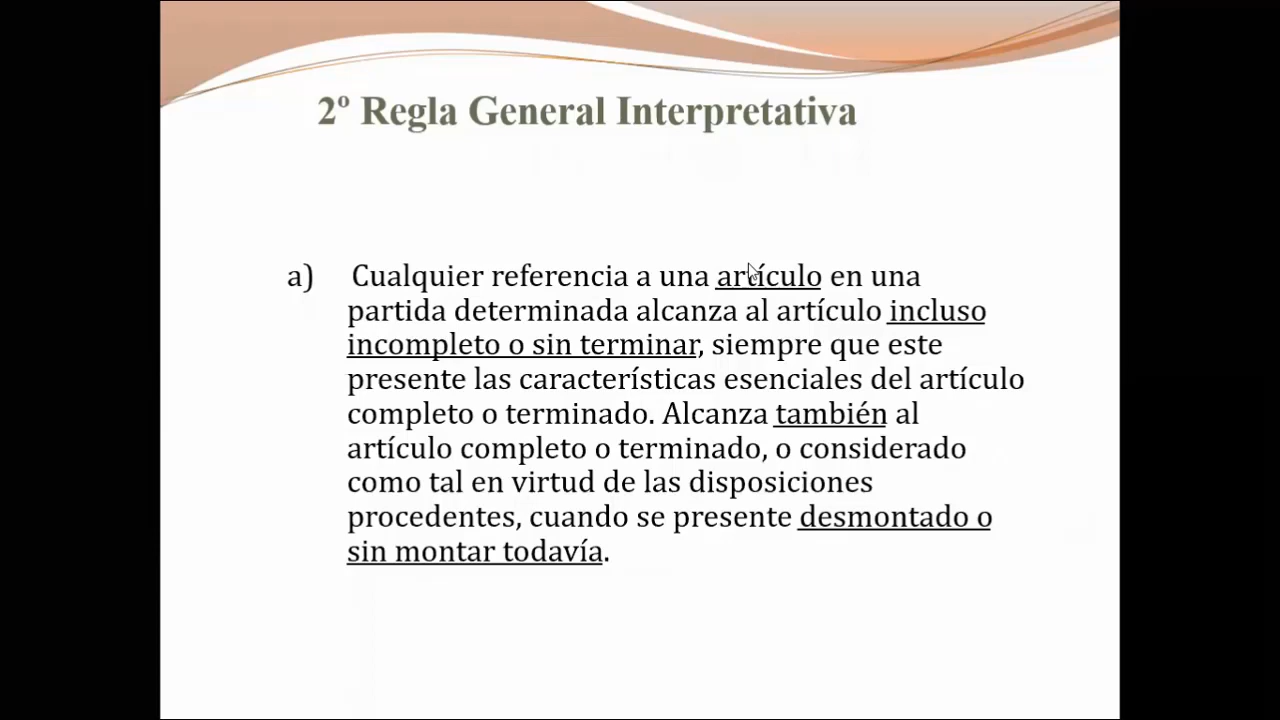 2º Regla General Interpretativa
a) Cualquier referencia a una artículo en una
partida determinada alcanza al artículo incluso
incompleto o sin terminar, siempre que este
presente las características esenciales del artículo
completo o terminado. Alcanza también al
artículo completo o terminado, o considerado
como tal en virtud de las disposiciones
procedentes, cuando se presente desmontado o
sin montar todavía.